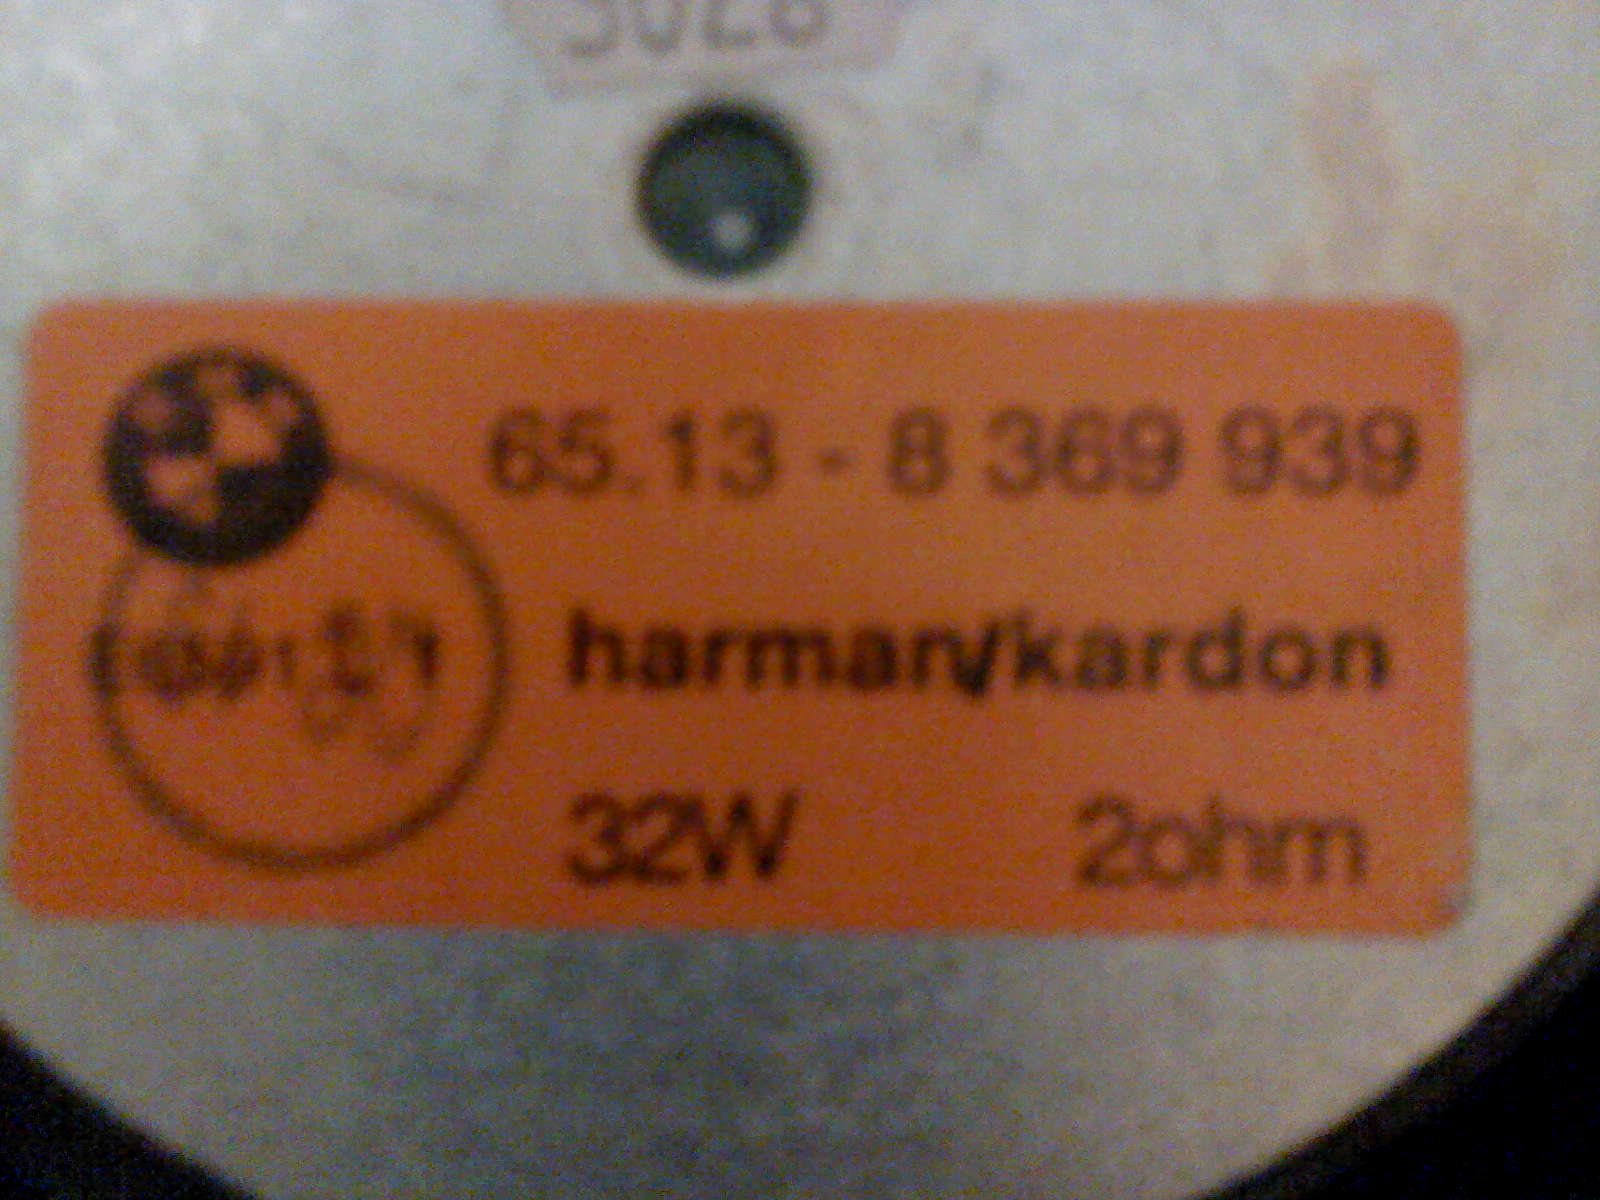 65.13 - 8 369 939
harman/kardon
32W 2ohm